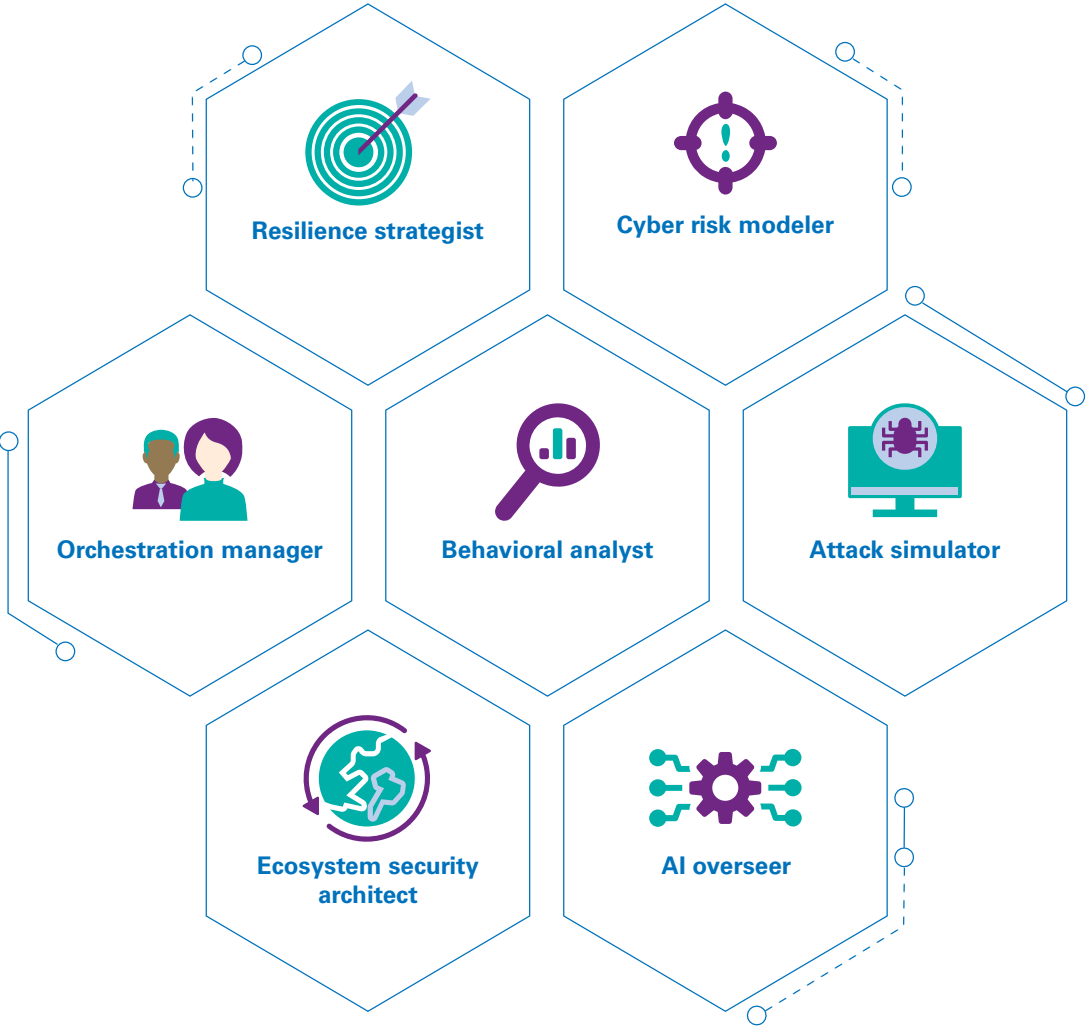 Resilience strategist
Cyber risk modeler
Orchestration manager
Behavioral analyst
Attack simulator
Ecosystem security
architect
AI overseer